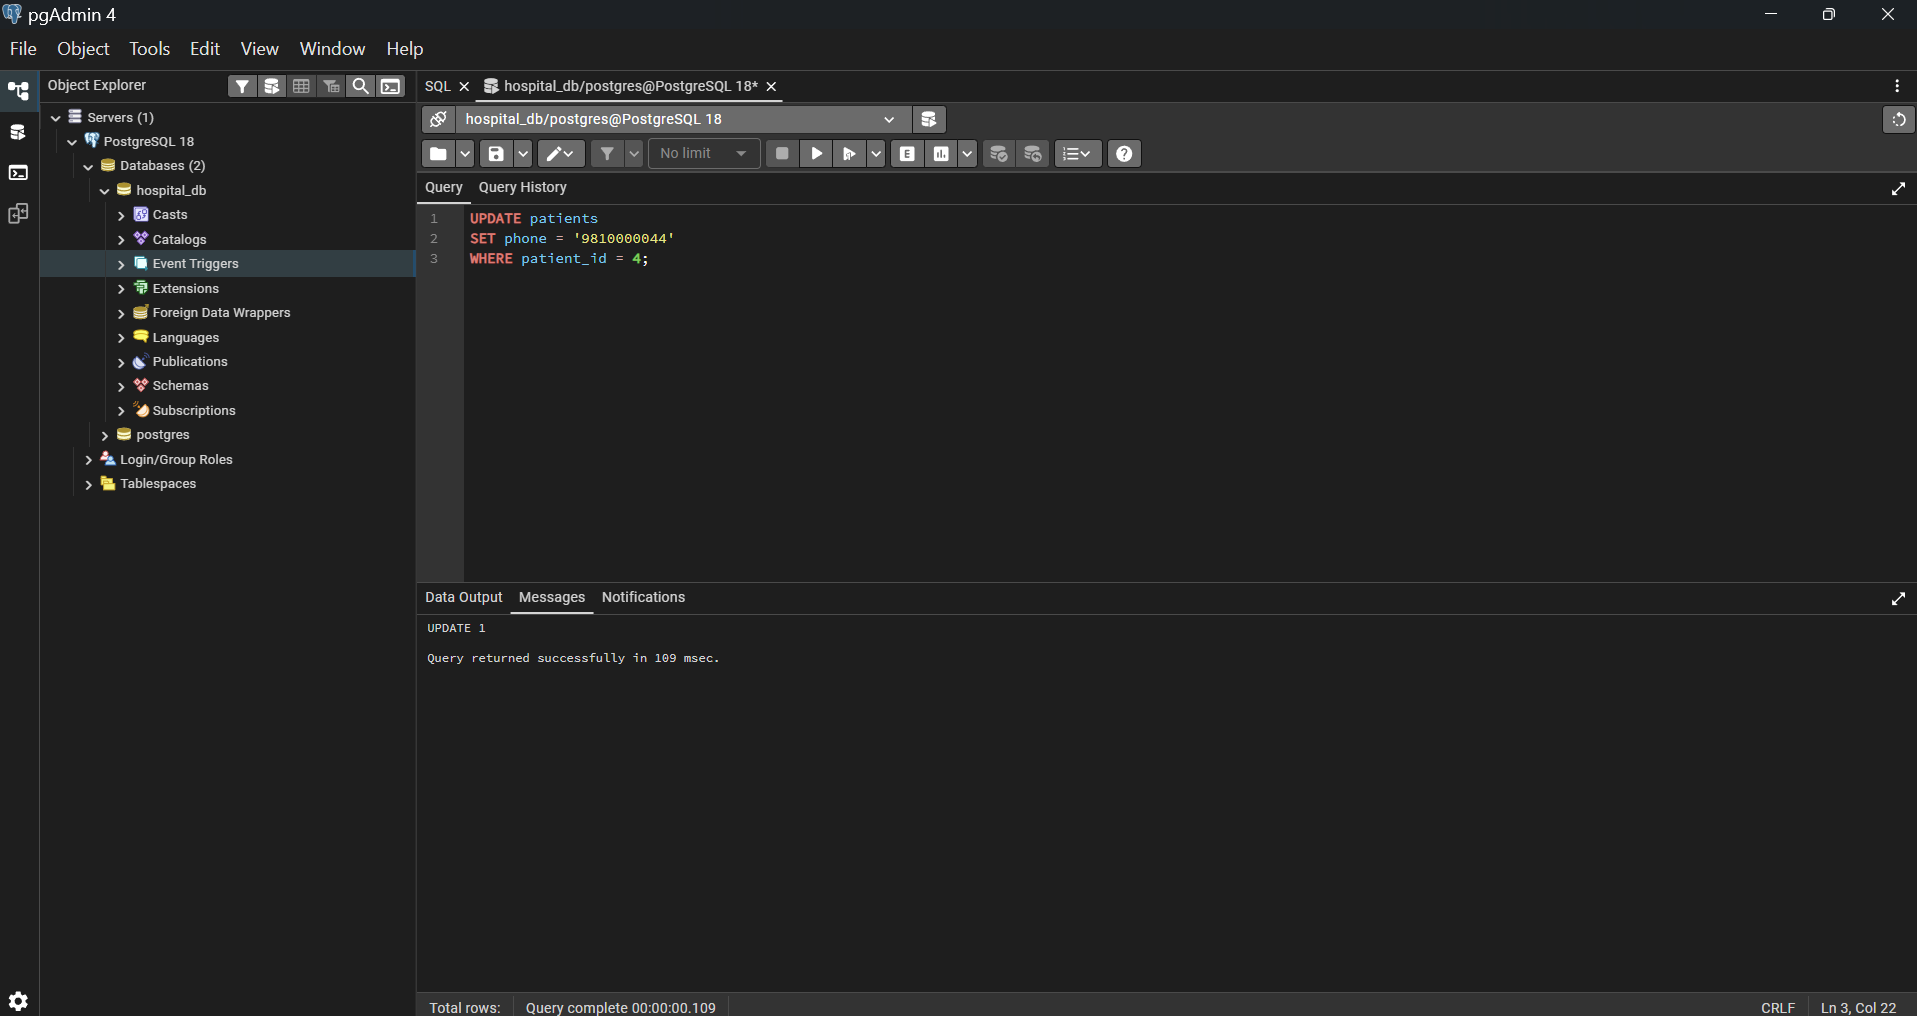 pgAdmin 4
File Object Tools Edit View Window Help
Object Explorer
Servers (1)
PostgreSQL 18
Databases (2)
hospital_db
Casts
Catalogs
Event Triggers
Extensions
Foreign Data Wrappers
Languages
Publications
Schemas
Subscriptions
postgres
Login/Group Roles
Tablespaces
SQL hospital_db/postgres@PostgreSQL 18*
hospital_db/postgres@PostgreSQL 18
No limit E
Query Query History
1 UPDATE patients
2 SET phone = '9810000044'
3 WHERE patient_id = 4;
Data Output Messages Notifications
UPDATE 1
Query returned successfully in 109 msec.
Total rows: Query complete 00:00:00.109 CRLF Ln 3, Col 22